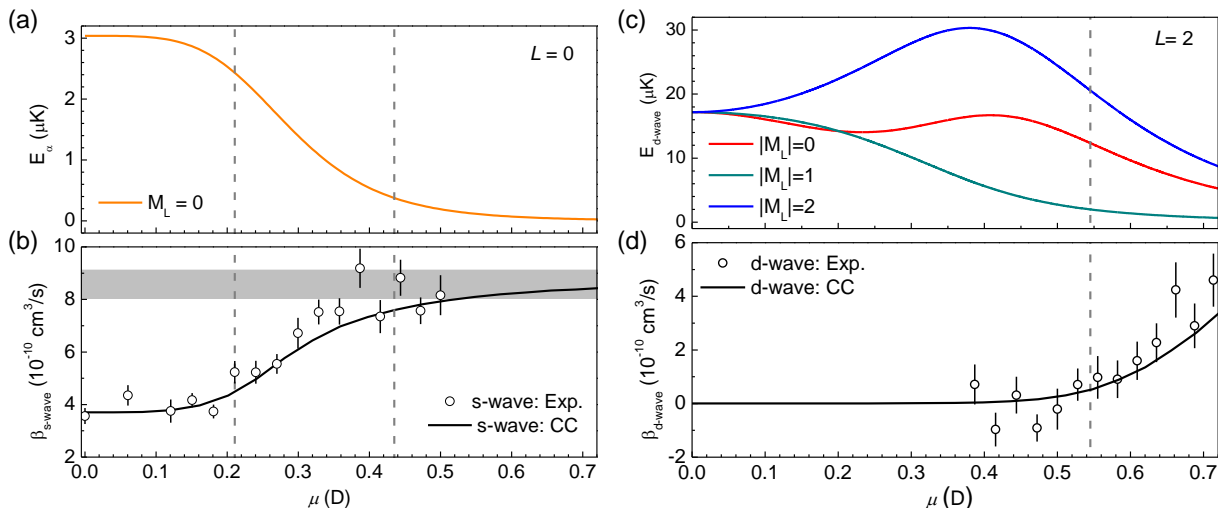 (a)
3
2
1
0
E_α (μK)
L = 0
M_L = 0
(b)
10
8
6
4
2
β_s-wave (10^-10 cm^3/s)
s-wave: Exp.
s-wave: CC
0.0 0.1 0.2 0.3 0.4 0.5 0.6 0.7
μ (D)
(c)
30
20
10
0
E_d-wave (μK)
L= 2
|M_L|=0
|M_L|=1
|M_L|=2
(d)
6
4
2
0
-2
β_d-wave (10^-10 cm^3/s)
d-wave: Exp.
d-wave: CC
0.0 0.1 0.2 0.3 0.4 0.5 0.6 0.7
μ (D)